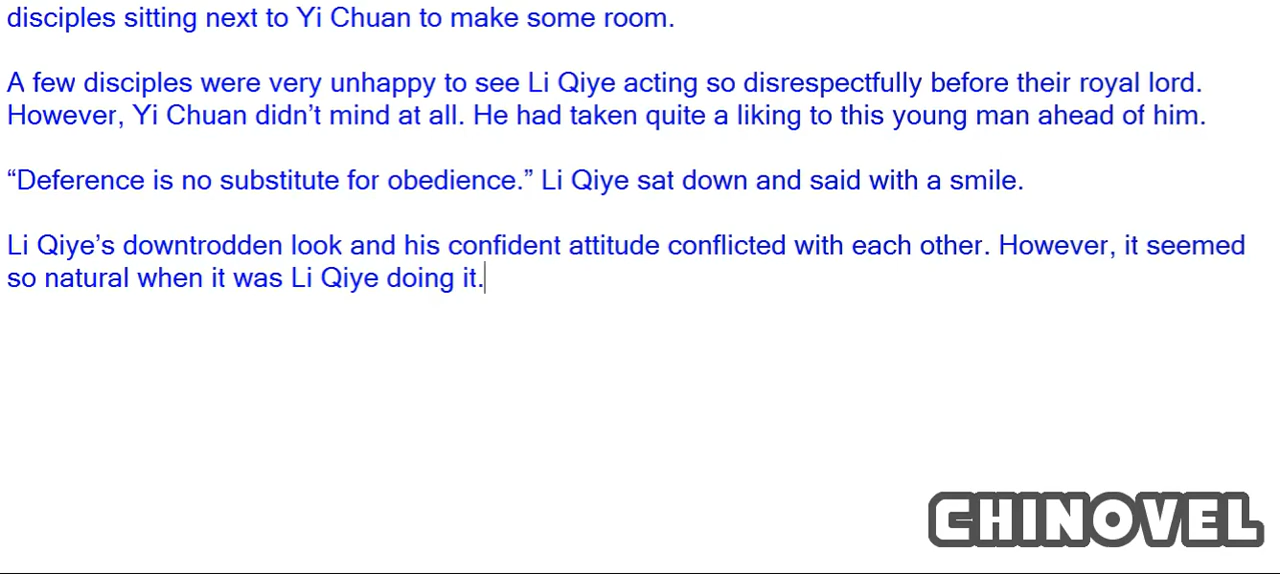 disciples sitting next to Yi Chuan to make some room.
A few disciples were very unhappy to see Li Qiye acting so disrespectfully before their royal lord.
However, Yi Chuan didn’t mind at all. He had taken quite a liking to this young man ahead of him.
“Deference is no substitute for obedience.” Li Qiye sat down and said with a smile.
Li Qiye’s downtrodden look and his confident attitude conflicted with each other. However, it seemed
so natural when it was Li Qiye doing it.
CHINOVEL